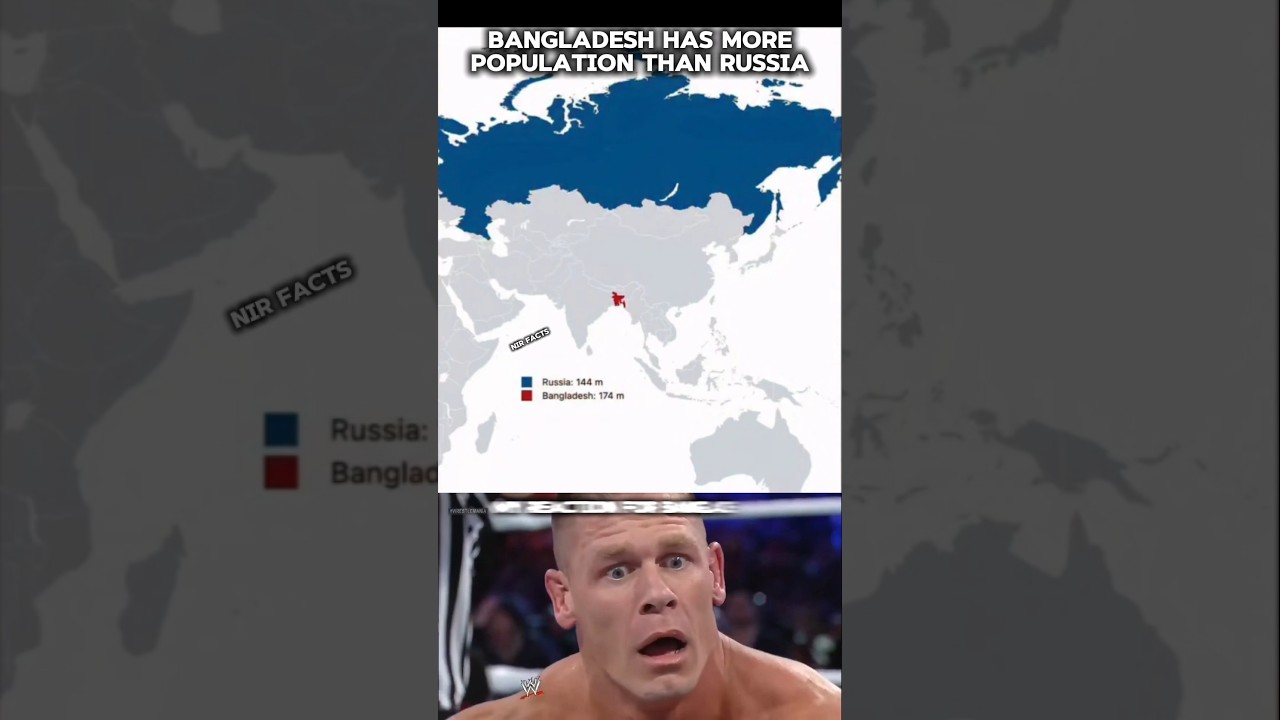 BANGLADESH HAS MORE
POPULATION THAN RUSSIA
NIR FACTS
NIR FACTS
Russia: 144 m
Bangladesh: 174 m
Russia:
Banglad
W